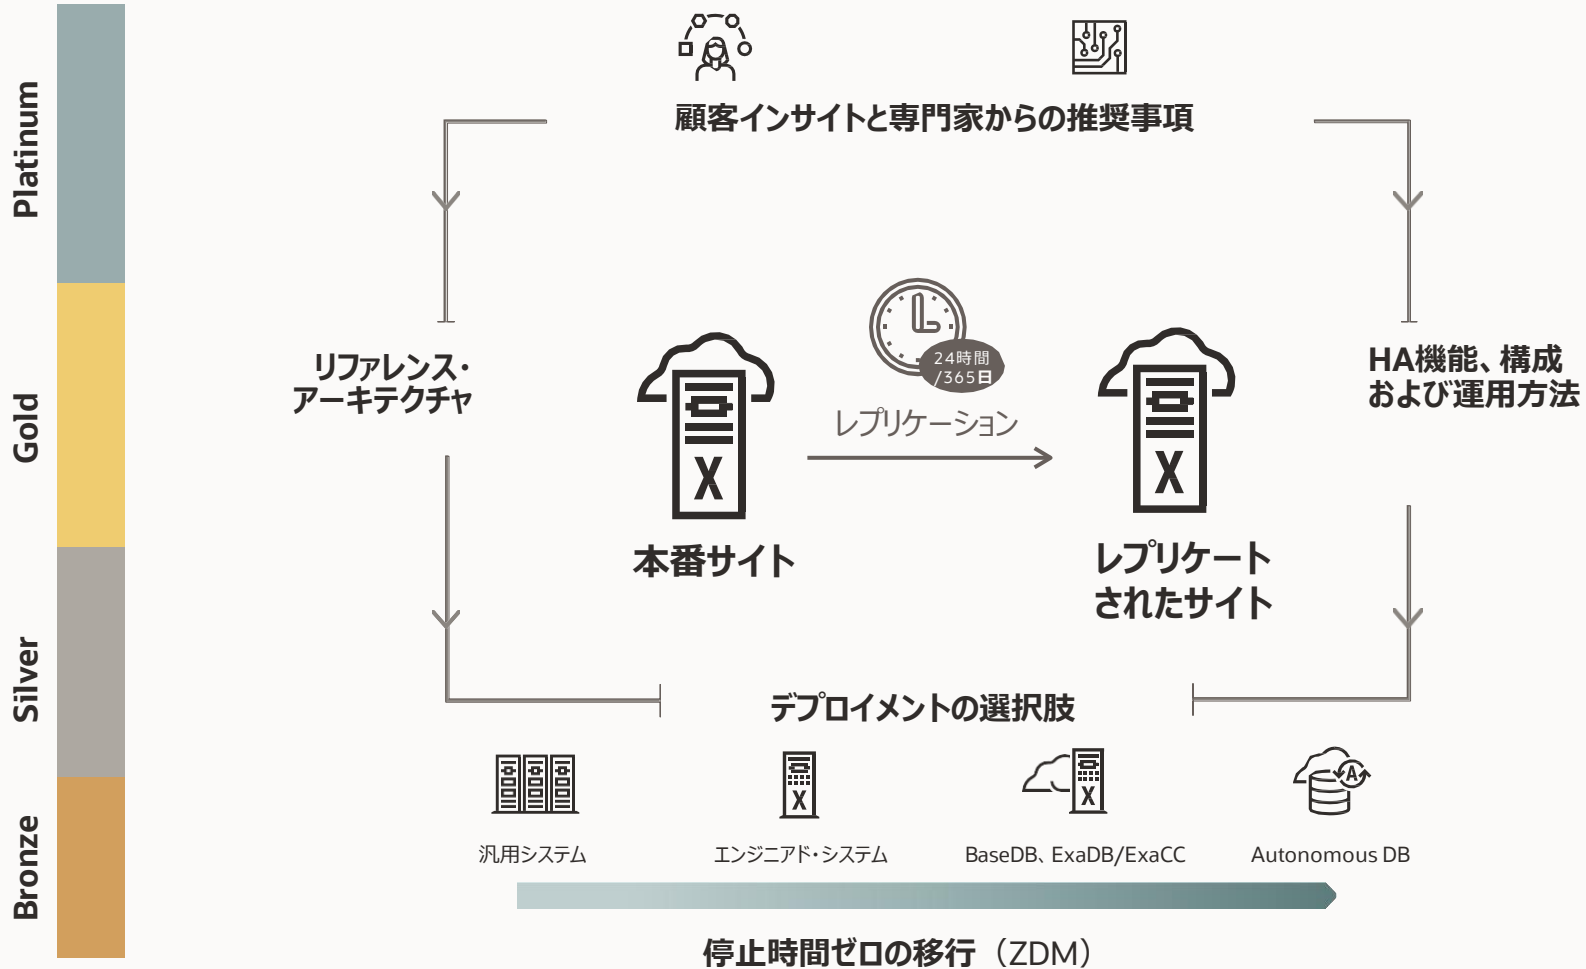 Platinum
Gold
Silver
Bronze
顧客インサイトと専門家からの推奨事項
リファレンス・
アーキテクチャ
24時間
/365日
レプリケーション
HA機能、構成
および運用方法
X
X
本番サイト
レプリケート
されたサイト
デプロイメントの選択肢
X
X
A
汎用システム
エンジニアド・システム
BaseDB、ExaDB/ExaCC
Autonomous DB
停止時間ゼロの移行（ZDM）